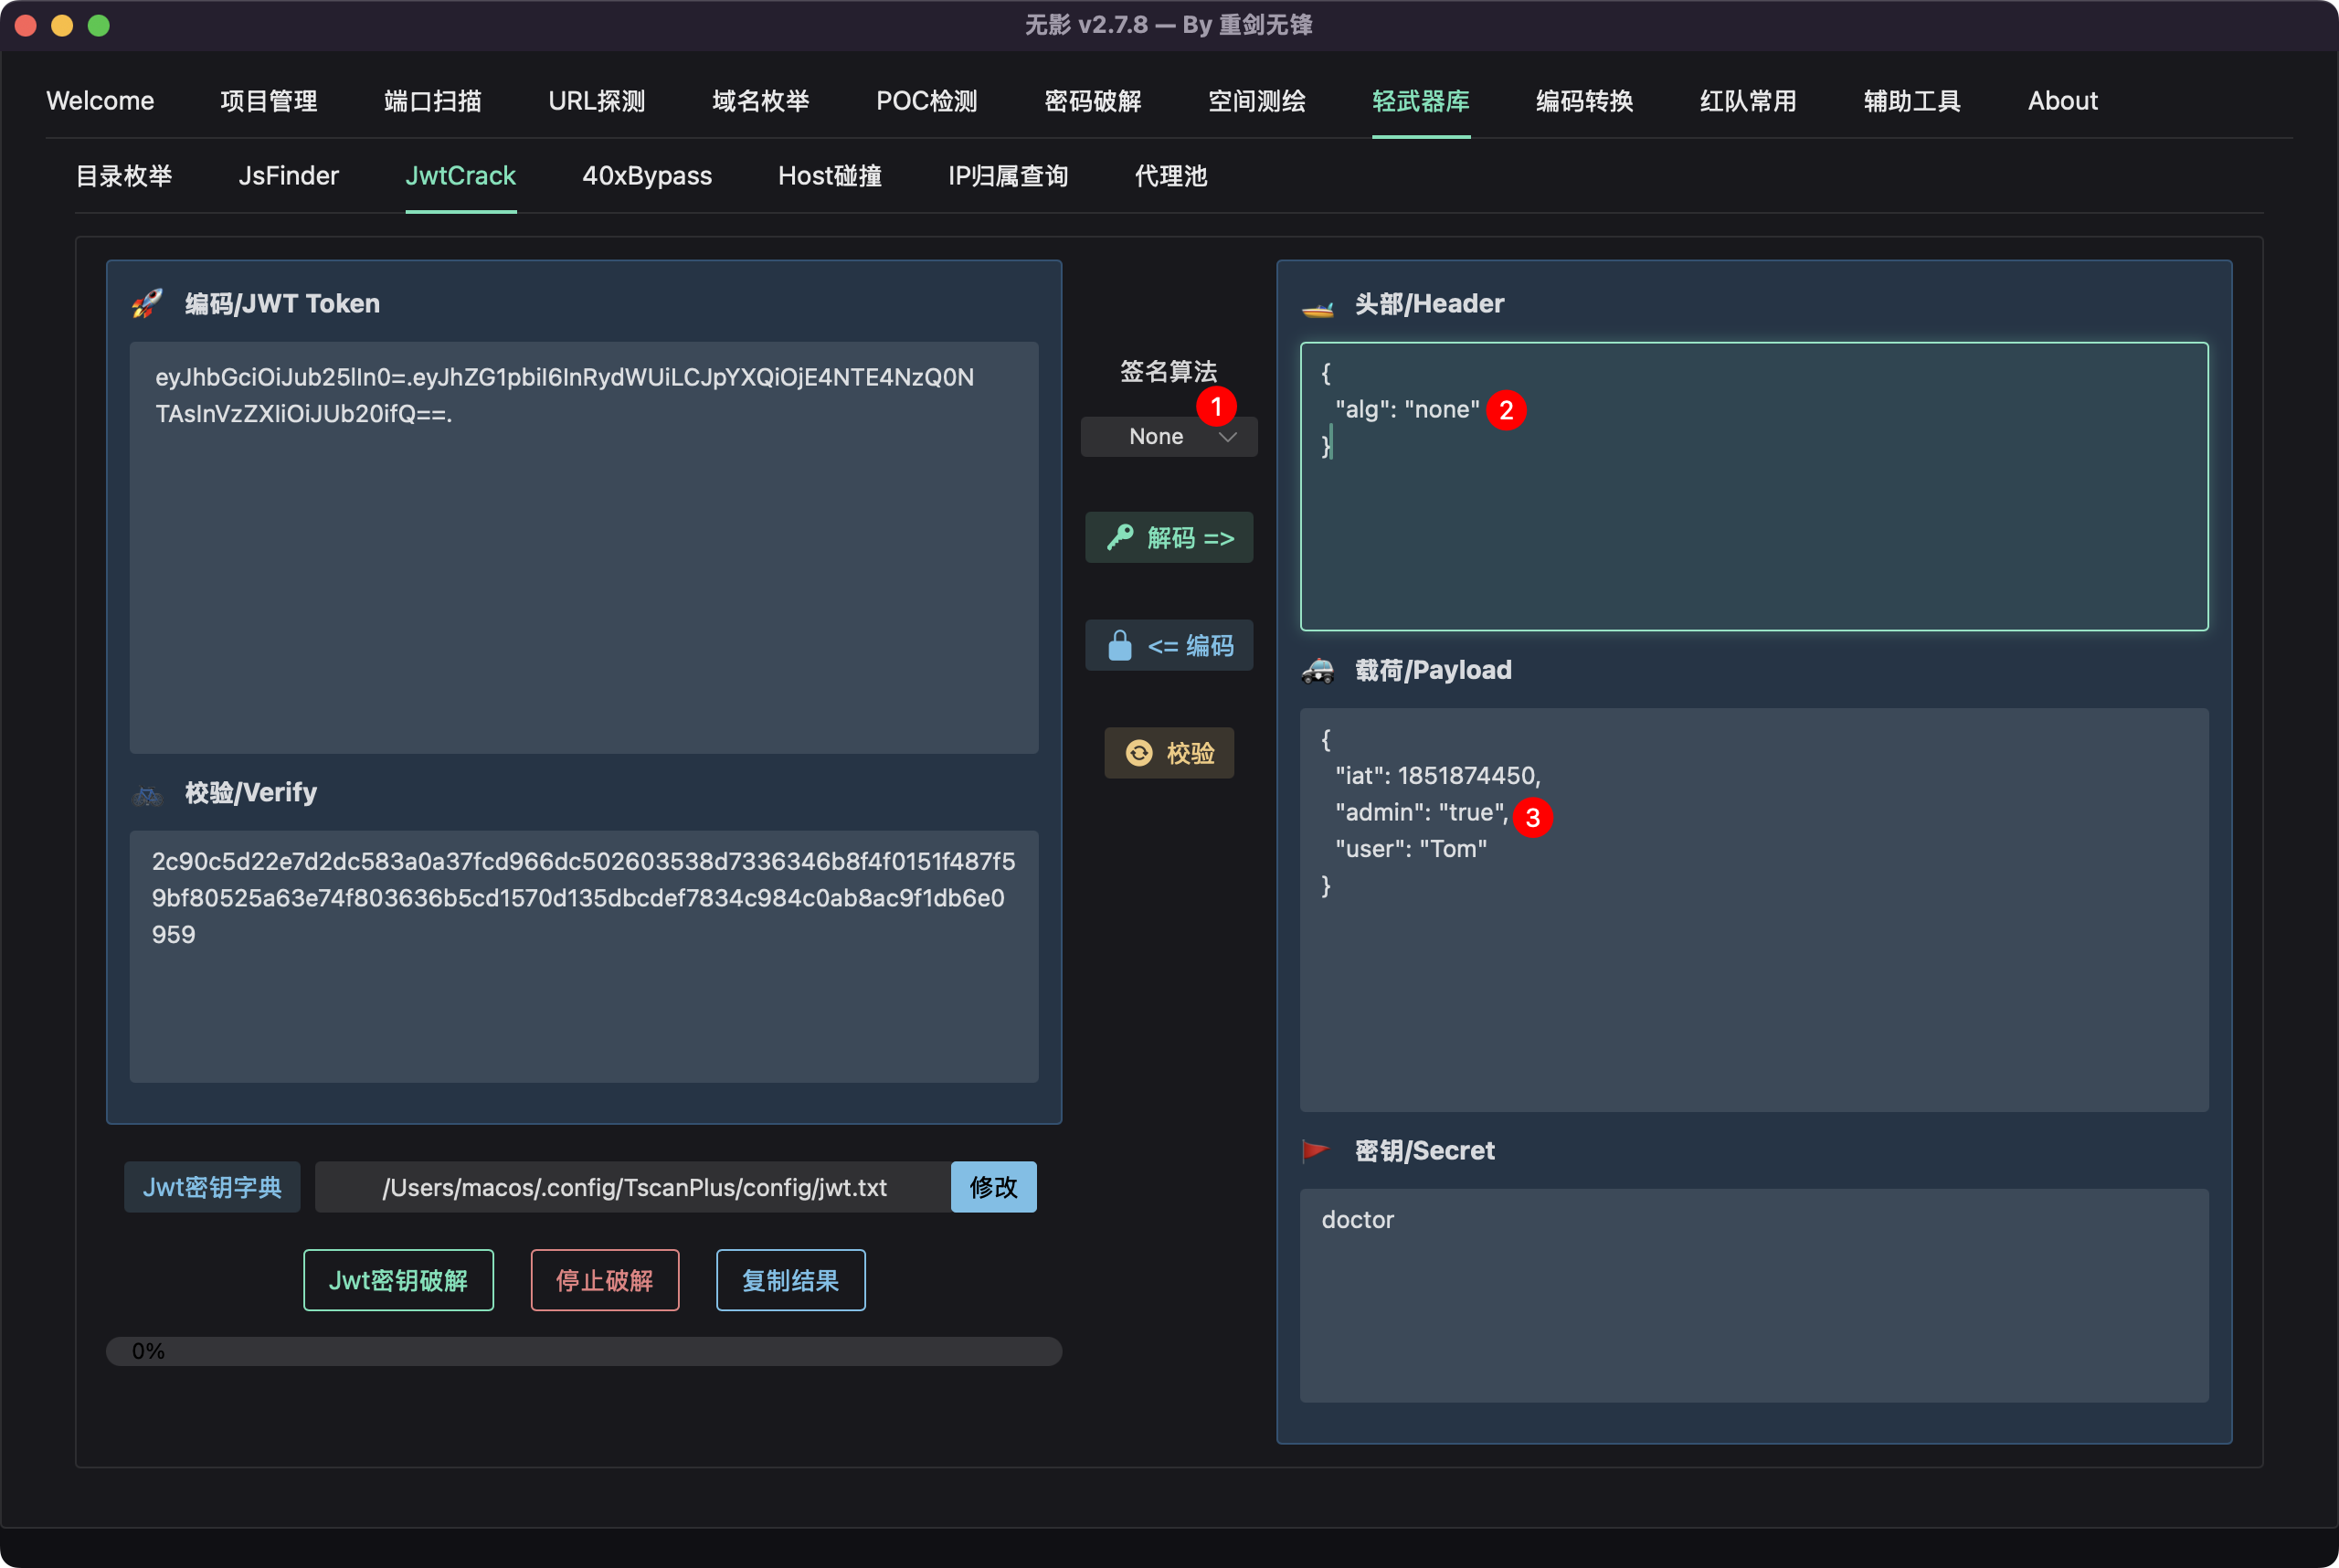 无影 v2.7.8 — By 重剑无锋
Welcome 项目管理 端口扫描 URL探测 域名枚举 POC检测 密码破解 空间测绘 轻武器库 编码转换 红队常用 辅助工具 About
目录枚举 JsFinder JwtCrack 40xBypass Host碰撞 IP归属查询 代理池
编码/JWT Token
eyJhbGciOiJub25lIn0=.eyJhZG1pbiI6InRydWUiLCJpYXQiOjE4NTE4NzQ0N
TAsInVzZXIiOiJUb20ifQ==.
校验/Verify
2c90c5d22e7d2dc583a0a37fcd966dc502603538d7336346b8f4f0151f487f5
9bf80525a63e74f803636b5cd1570d135dbcdef7834c984c0ab8ac9f1db6e0
959
Jwt密钥字典 /Users/macos/.config/TscanPlus/config/jwt.txt 修改
Jwt密钥破解 停止破解 复制结果
0%
签名算法
1
None
解码 =>
<= 编码
校验
头部/Header
{
"alg": "none" 2
}
载荷/Payload
{
"iat": 1851874450,
"admin": "true", 3
"user": "Tom"
}
密钥/Secret
doctor